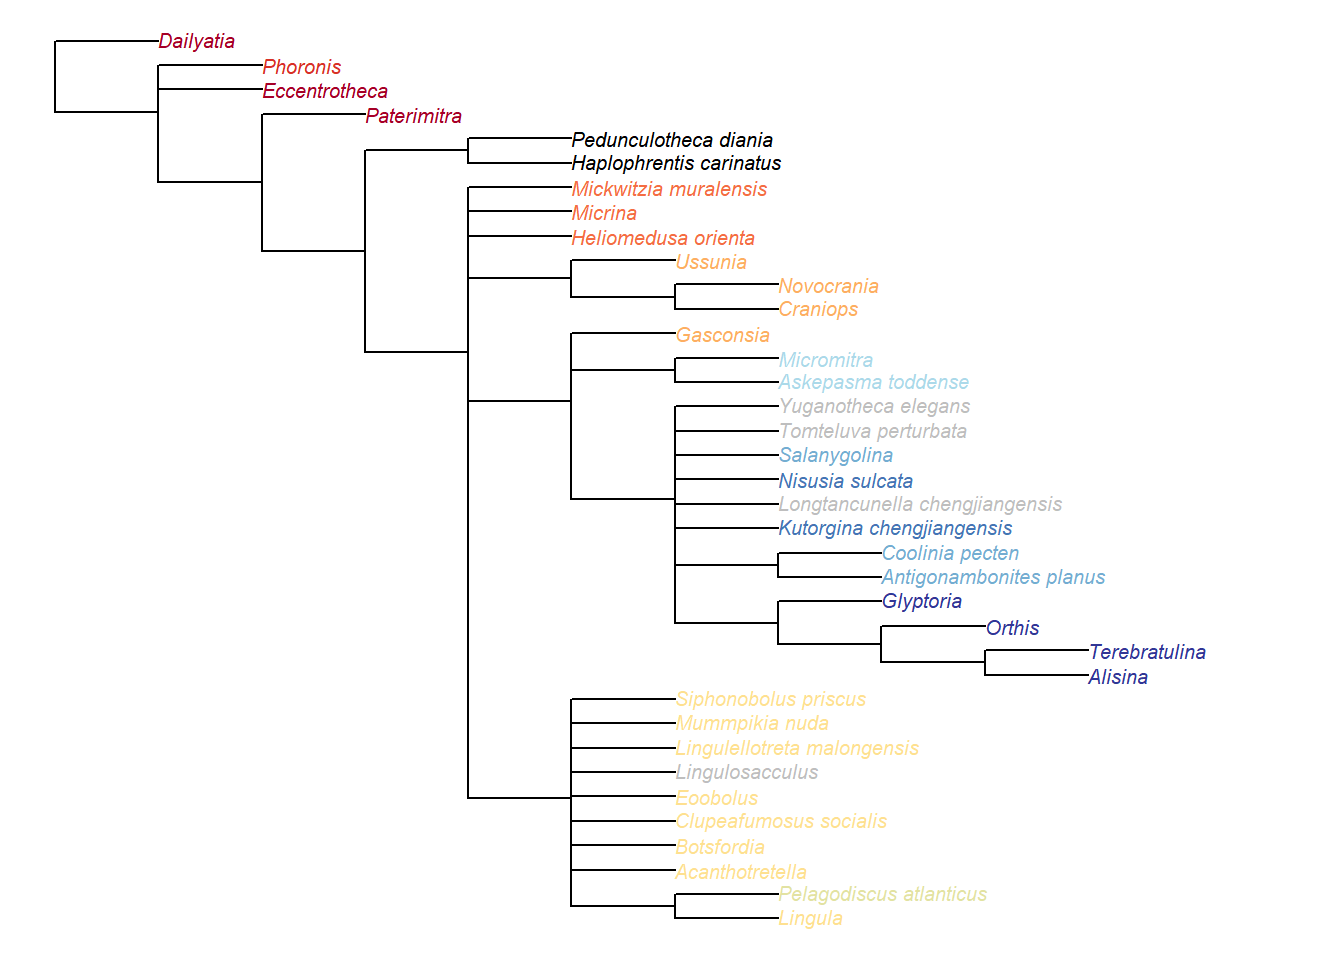 Dailyatia
Phoronis
Eccentrotheca
Paterimitra
Pedunculotheca diania
Haplophrentis carinatus
Mickwitzia muralensis
Micrina
Heliomedusa orienta
Ussunia
Novocrania
Craniops
Gasconsia
Micromitra
Askepasma toddense
Yuganotheca elegans
Tomteluva perturbata
Salanygolina
Nisusia sulcata
Longtancunella chengjiangensis
Kutorgina chengjiangensis
Coolinia pecten
Antigonambonites planus
Glyptoria
Orthis
Terebratulina
Alisina
Siphonobolus priscus
Mummpikia nuda
Lingulellotreta malongensis
Lingulosacculus
Eoobolus
Clupeafumosus socialis
Botsfordia
Acanthotretella
Pelagodiscus atlanticus
Lingula